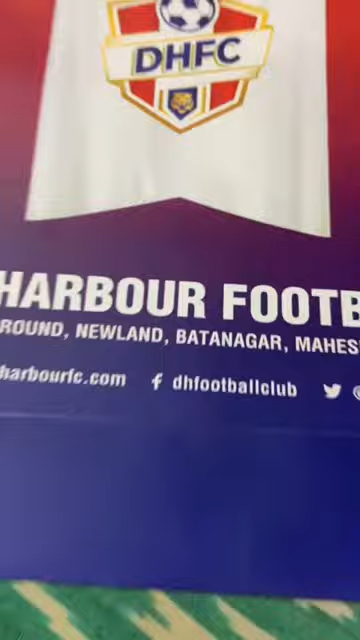 DHFC
HARBOUR FOOTB
ROUND, NEWLAND, BATANAGAR, MAHES
harbourfc.com f dhfootballclub